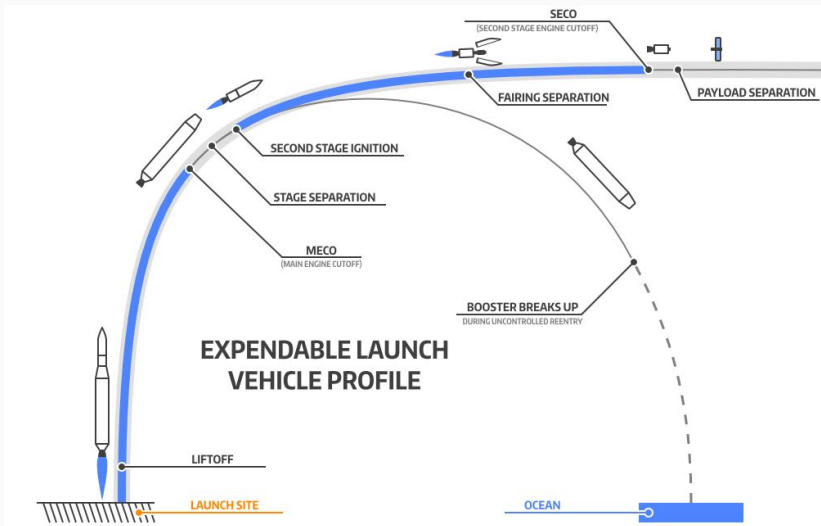 SECO
(SECOND STAGE ENGINE CUTOFF)
FAIRING SEPARATION
PAYLOAD SEPARATION
SECOND STAGE IGNITION
STAGE SEPARATION
MECO
(MAIN ENGINE CUTOFF)
BOOSTER BREAKS UP
DURING UNCONTROLLED REENTRY
EXPENDABLE LAUNCH
VEHICLE PROFILE
LIFTOFF
LAUNCH SITE
OCEAN